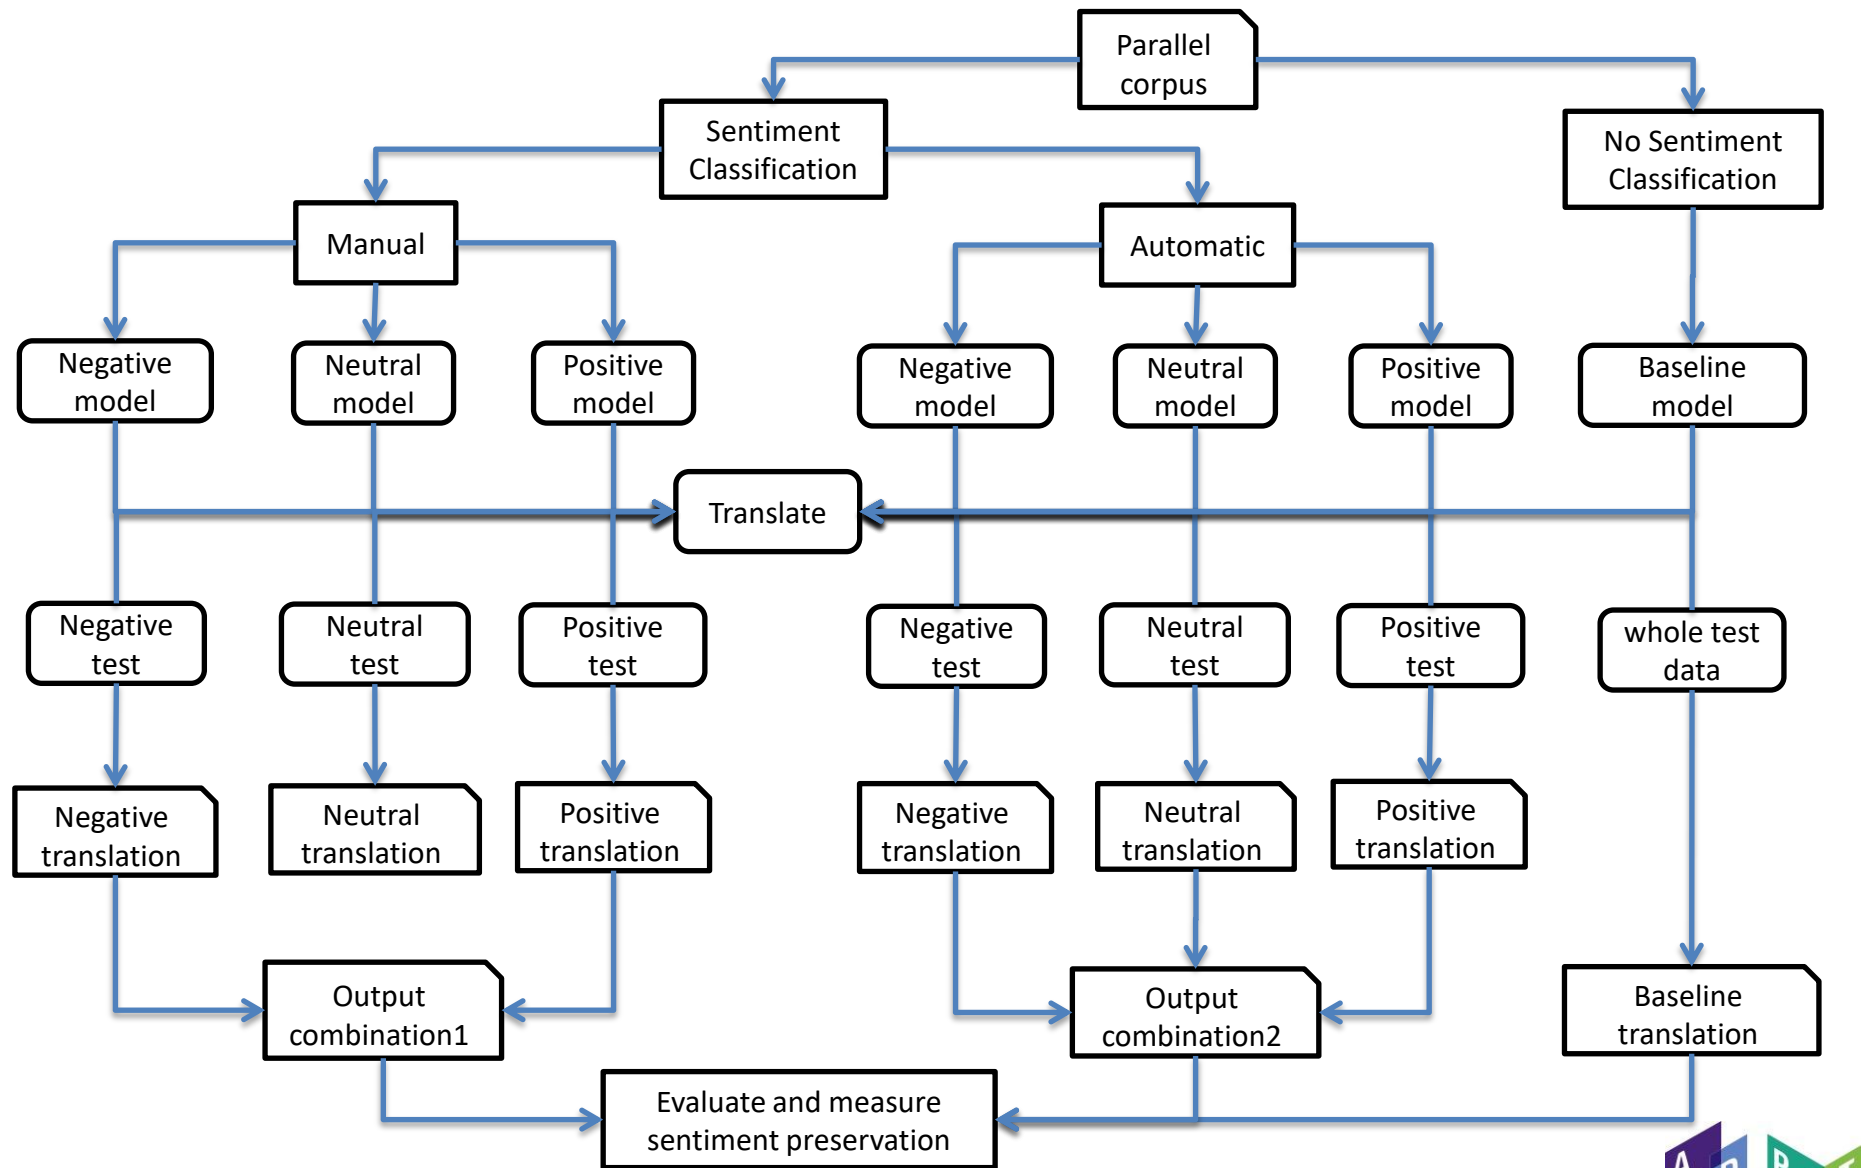 Parallel
corpus
Sentiment
Classification
No Sentiment
Classification
Manual
Automatic
Negative
model
Neutral
model
Positive
model
Negative
model
Neutral
model
Positive
model
Baseline
model
Translate
Negative
test
Neutral
test
Positive
test
Negative
test
Neutral
test
Positive
test
whole test
data
Negative
translation
Neutral
translation
Positive
translation
Negative
translation
Neutral
translation
Positive
translation
Output
combination1
Output
combination2
Baseline
translation
Evaluate and measure
sentiment preservation